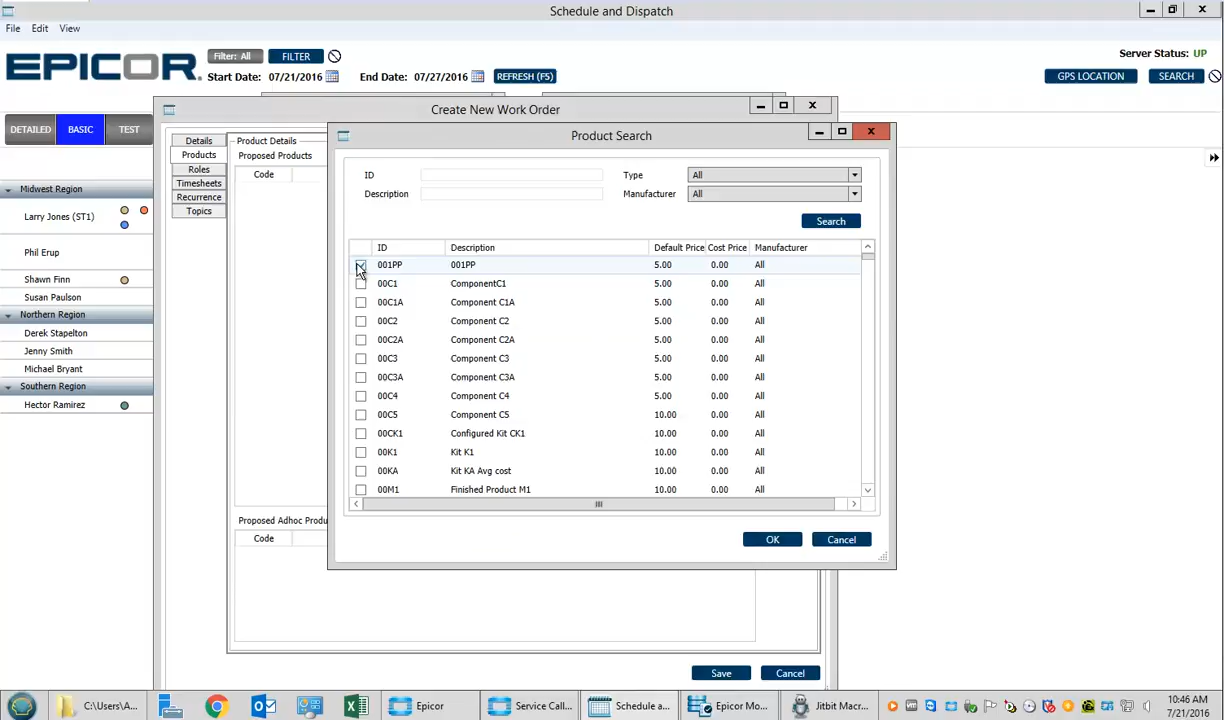 Schedule and Dispatch
File Edit View
EPICOR.
Filter: All FILTER
Start Date: 07/21/2016 End Date: 07/27/2016 REFRESH (F5)
Server Status: UP
GPS LOCATION SEARCH
DETAILED BASIC TEST
Midwest Region
Larry Jones (ST1)
Phil Erup
Shawn Finn
Susan Paulson
Northern Region
Derek Stapelton
Jenny Smith
Michael Bryant
Southern Region
Hector Ramirez
Create New Work Order
Details
Products
Roles
Timesheets
Recurrence
Topics
Product Details
Proposed Products
Code
Proposed Adhoc Produ
Code
Save Cancel
Product Search
ID Type All
Description Manufacturer All
Search
ID Description Default Price Cost Price Manufacturer
001PP 001PP 5.00 0.00 All
00C1 ComponentC1 5.00 0.00 All
00C1A Component C1A 5.00 0.00 All
00C2 Component C2 5.00 0.00 All
00C2A Component C2A 5.00 0.00 All
00C3 Component C3 5.00 0.00 All
00C3A Component C3A 5.00 0.00 All
00C4 Component C4 5.00 0.00 All
00C5 Component C5 10.00 0.00 All
00CK1 Configured Kit CK1 10.00 0.00 All
00K1 Kit K1 10.00 0.00 All
00KA Kit KA Avg cost 10.00 0.00 All
00M1 Finished Product M1 10.00 0.00 All
OK Cancel
C:\Users\A... Epicor Service Call... Schedule a... Epicor Mo... Jitbit Macr...
10:46 AM
7/21/2016